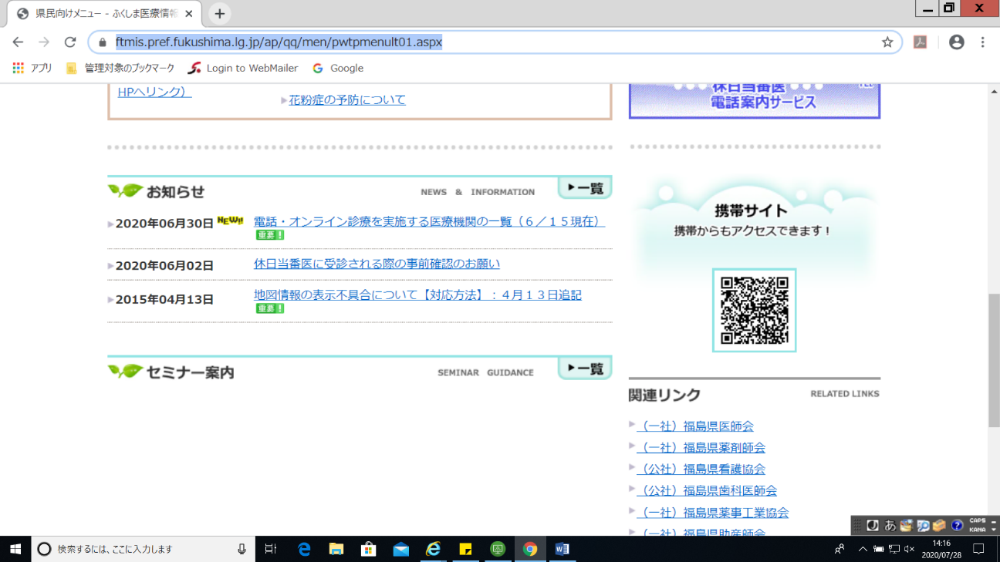 県民向けメニュー - ふくしま医療情報
ftmis.pref.fukushima.lg.jp/ap/qq/men/pwtpmenult01.aspx
アプリ 管理対象のブックマーク Login to WebMailer Google
HPへリンク）
花粉症の予防について
休日当番医
電話案内サービス
お知らせ NEWS & INFORMATION 一覧
2020年06月30日 NEW!! 電話・オンライン診療を実施する医療機関の一覧（６／１５現在）
重要！
2020年06月02日 休日当番医に受診される際の事前確認のお願い
2015年04月13日 地図情報の表示不具合について【対応方法】：４月１３日追記
重要！
セミナー案内 SEMINAR GUIDANCE 一覧
携帯サイト
携帯からもアクセスできます！
関連リンク RELATED LINKS
（一社）福島県医師会
（一社）福島県薬剤師会
（公社）福島県看護協会
（公社）福島県歯科医師会
（一社）福島県薬事工業協会
（一社）福島県助産師会
あ CAPS
KANA
検索するには、ここに入力します
14:16
2020/07/28